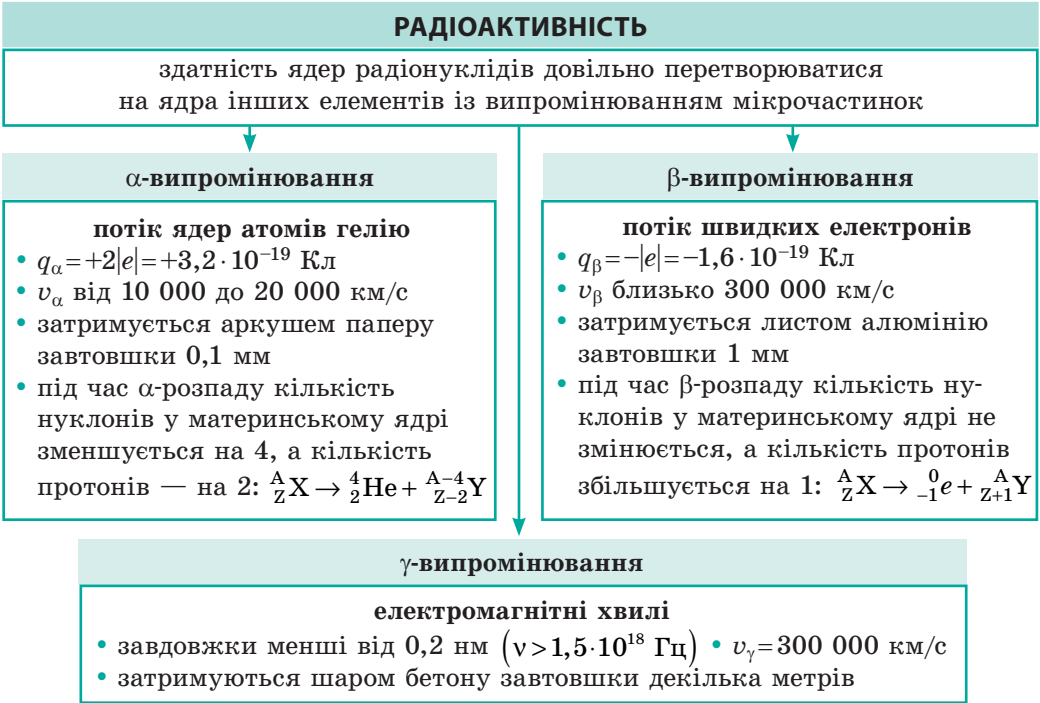 РАДІОАКТИВНІСТЬ
здатність ядер радіонуклідів довільно перетворюватися
на ядра інших елементів із випромінюванням мікрочастинок
α-випромінювання
потік ядер атомів гелію
• qα=+2|e|=+3,2·10⁻¹⁹ Кл
• vα від 10 000 до 20 000 км/с
• затримується аркушем паперу
завтовшки 0,1 мм
• під час α-розпаду кількість
нуклонів у материнському ядрі
зменшується на 4, а кількість
протонів — на 2: ᴬ_Z X → ⁴₂He + ᴬ⁻⁴_Z−2 Y
β-випромінювання
потік швидких електронів
• qβ=−|e|=−1,6·10⁻¹⁹ Кл
• vβ близько 300 000 км/с
• затримується листом алюмінію
завтовшки 1 мм
• під час β-розпаду кількість ну-
клонів у материнському ядрі не
змінюється, а кількість протонів
збільшується на 1: ᴬ_Z X → ⁰₋₁e + ᴬ_Z+1 Y
γ-випромінювання
електромагнітні хвилі
• завдовжки менші від 0,2 нм (ν > 1,5·10¹⁸ Гц) • vγ=300 000 км/с
• затримуються шаром бетону завтовшки декілька метрів